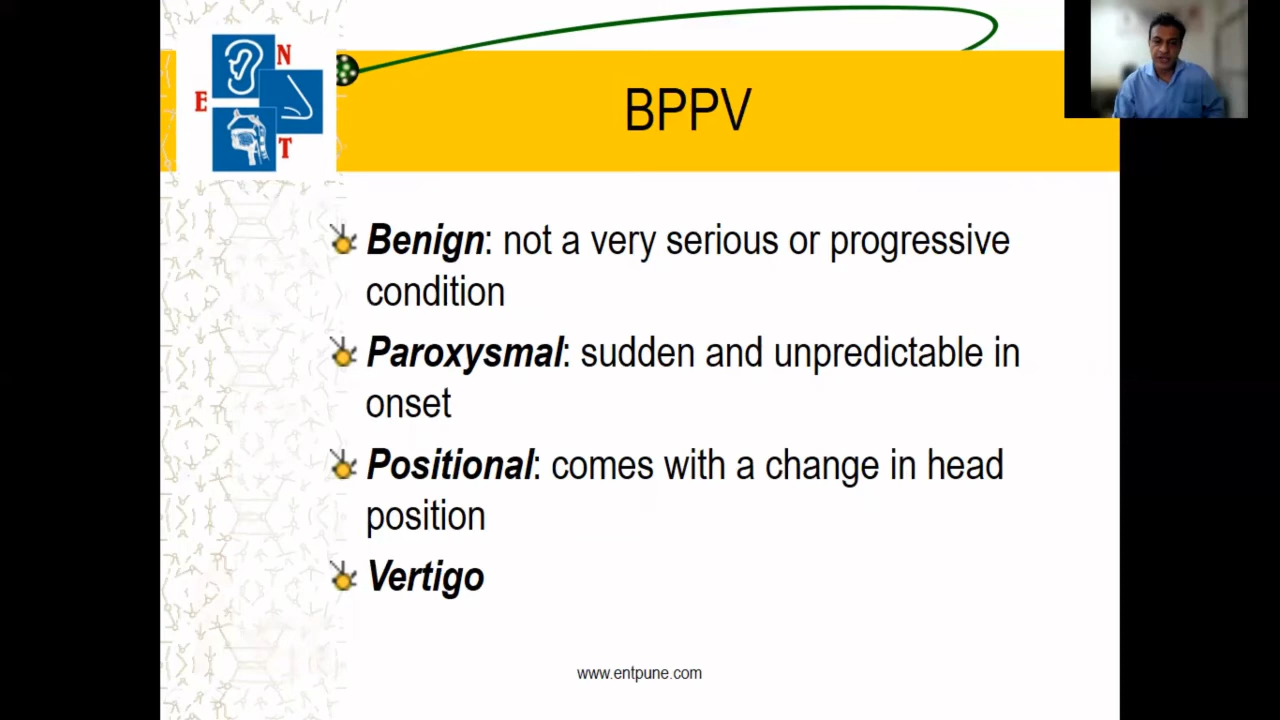 E
N
T
BPPV
Benign: not a very serious or progressive
condition
Paroxysmal: sudden and unpredictable in
onset
Positional: comes with a change in head
position
Vertigo
www.entpune.com